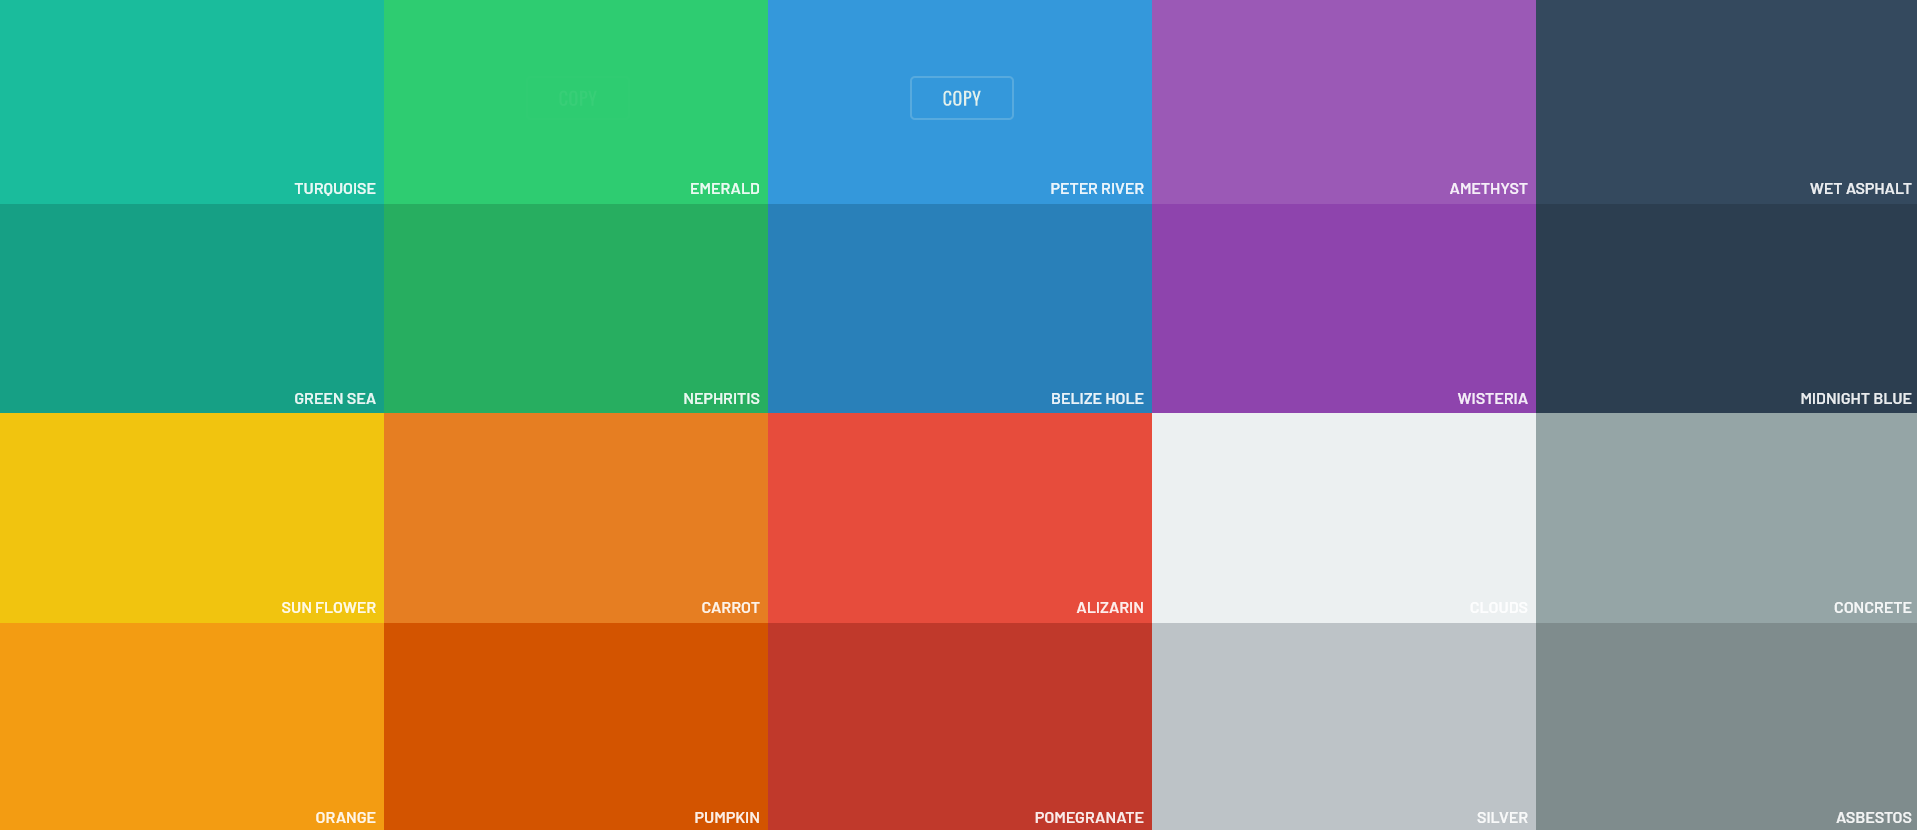 COPY
COPY
TURQUOISE
EMERALD
PETER RIVER
AMETHYST
WET ASPHALT
GREEN SEA
NEPHRITIS
BELIZE HOLE
WISTERIA
MIDNIGHT BLUE
SUN FLOWER
CARROT
ALIZARIN
CLOUDS
CONCRETE
ORANGE
PUMPKIN
POMEGRANATE
SILVER
ASBESTOS